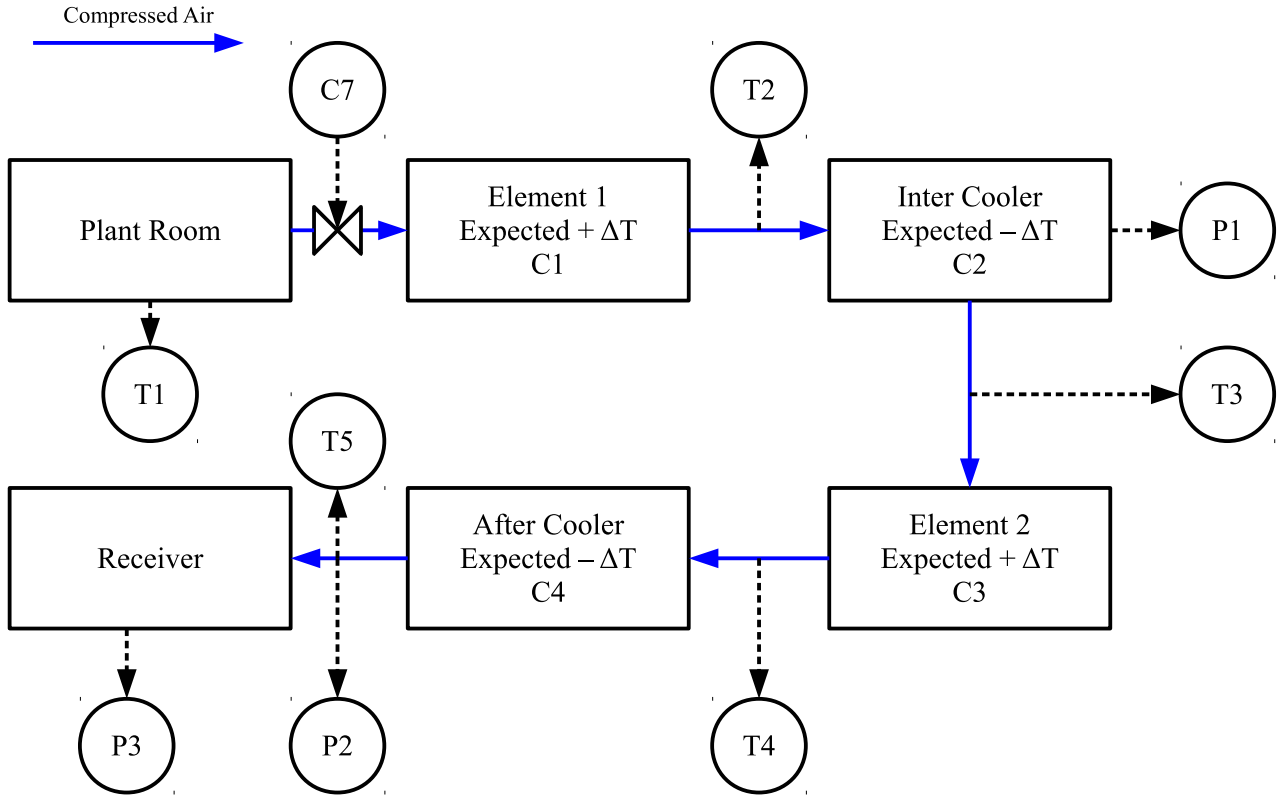 Compressed Air
C7
T2
Plant Room
Element 1
Expected + ΔT
C1
Inter Cooler
Expected – ΔT
C2
P1
T1
T3
T5
Receiver
After Cooler
Expected – ΔT
C4
Element 2
Expected + ΔT
C3
P3
P2
T4